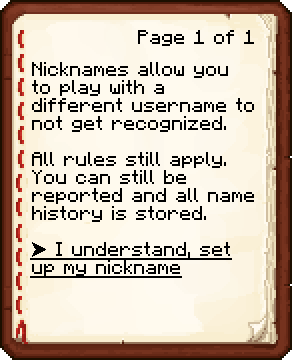 Page 1 of 1
Nicknames allow you
to play with a
different username to
not get recognized.
All rules still apply.
You can still be
reported and all name
history is stored.
➤ I understand, set
up my nickname